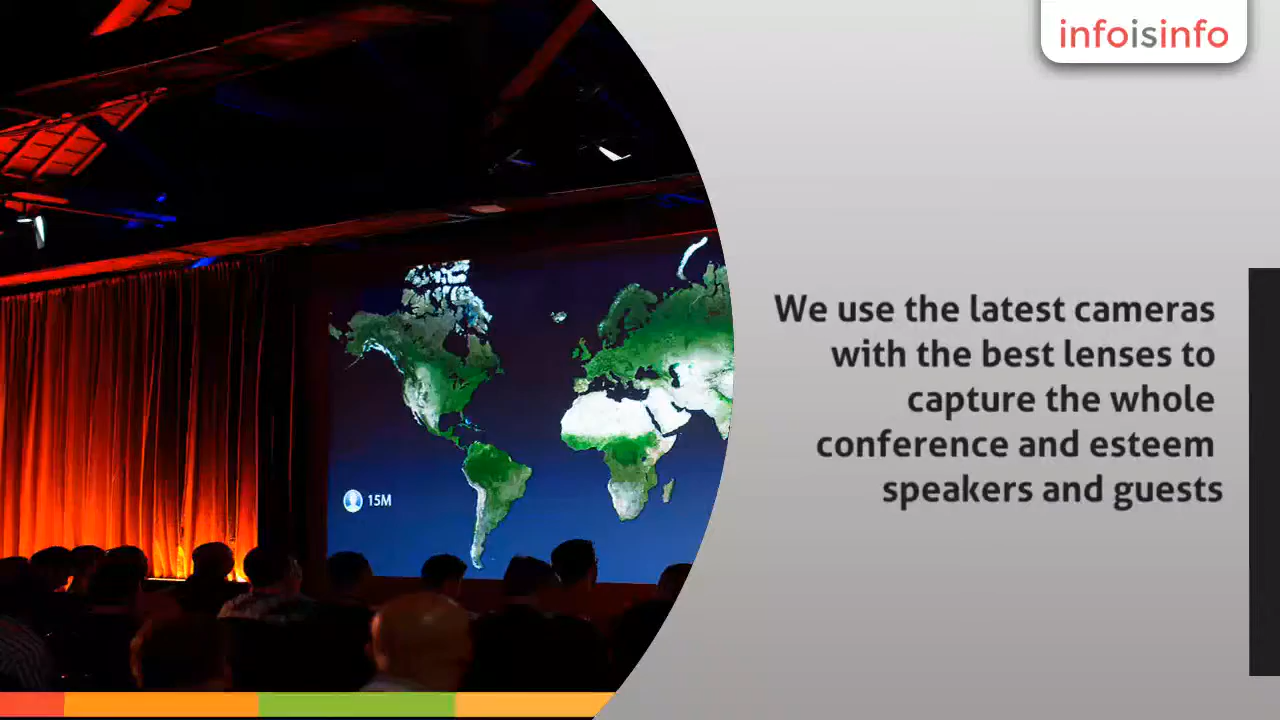 infoisinfo
We use the latest cameras
with the best lenses to
capture the whole
conference and esteem
speakers and guests
15M